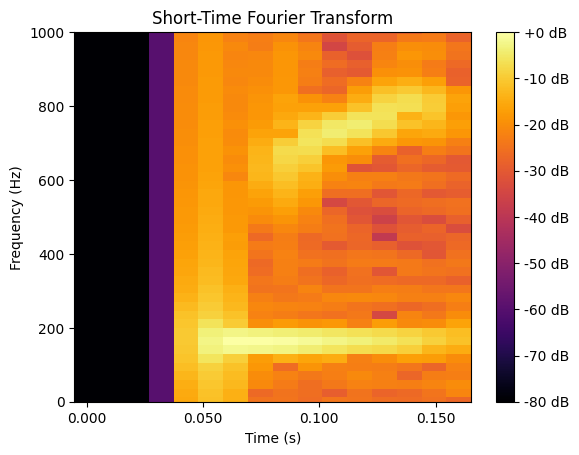 Short-Time Fourier Transform
1000
800
600
400
200
0
Frequency (Hz)
0.000
0.050
0.100
0.150
Time (s)
+0 dB
-10 dB
-20 dB
-30 dB
-40 dB
-50 dB
-60 dB
-70 dB
-80 dB